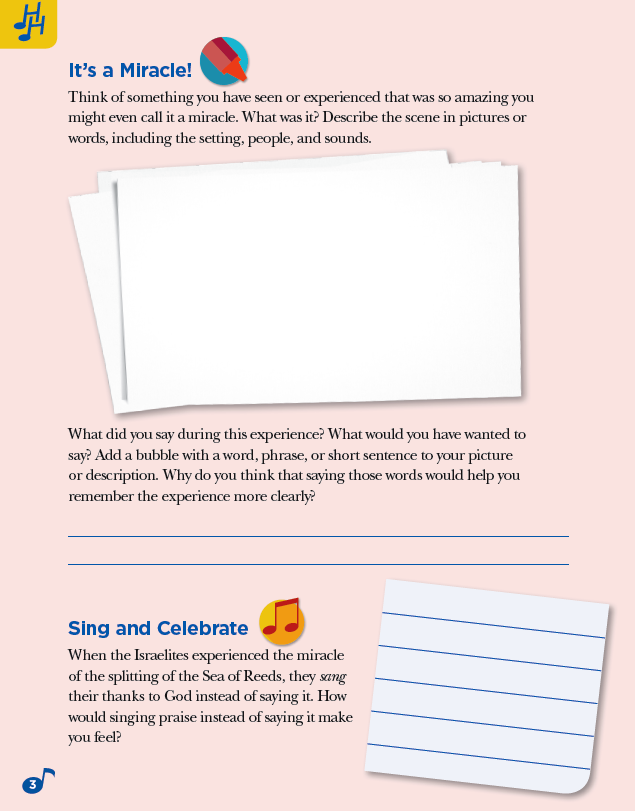 HH
It's a Miracle!
Think of something you have seen or experienced that was so amazing you
might even call it a miracle. What was it? Describe the scene in pictures or
words, including the setting, people, and sounds.
What did you say during this experience? What would you have wanted to
say? Add a bubble with a word, phrase, or short sentence to your picture
or description. Why do you think that saying those words would help you
remember the experience more clearly?
Sing and Celebrate
When the Israelites experienced the miracle
of the splitting of the Sea of Reeds, they sang
their thanks to God instead of saying it. How
would singing praise instead of saying it make
you feel?
3